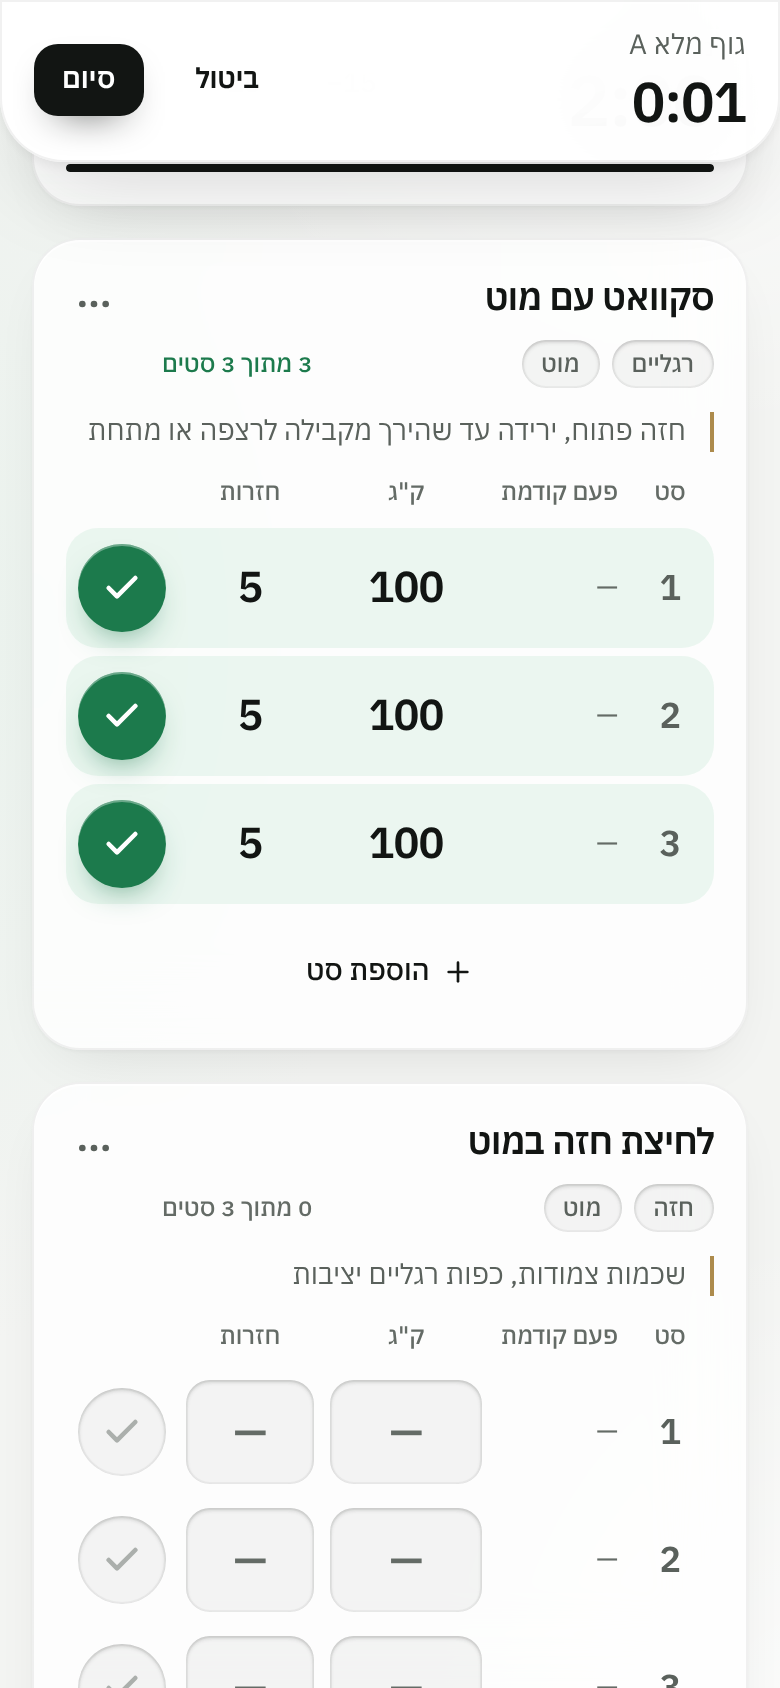 גוף מלא A
0:01
ביטול
סיום
סקוואט עם מוט
רגליים
מוט
3 מתוך 3 סטים
חזה פתוח, ירידה עד שהירך מקבילה לרצפה או מתחת
סט פעם קודמת ק"ג חזרות
1 – 100 5
2 – 100 5
3 – 100 5
+ הוספת סט
לחיצת חזה במוט
חזה
מוט
0 מתוך 3 סטים
שכמות צמודות, כפות רגליים יציבות
סט פעם קודמת ק"ג חזרות
1 – – –
2 – – –
3 – – –